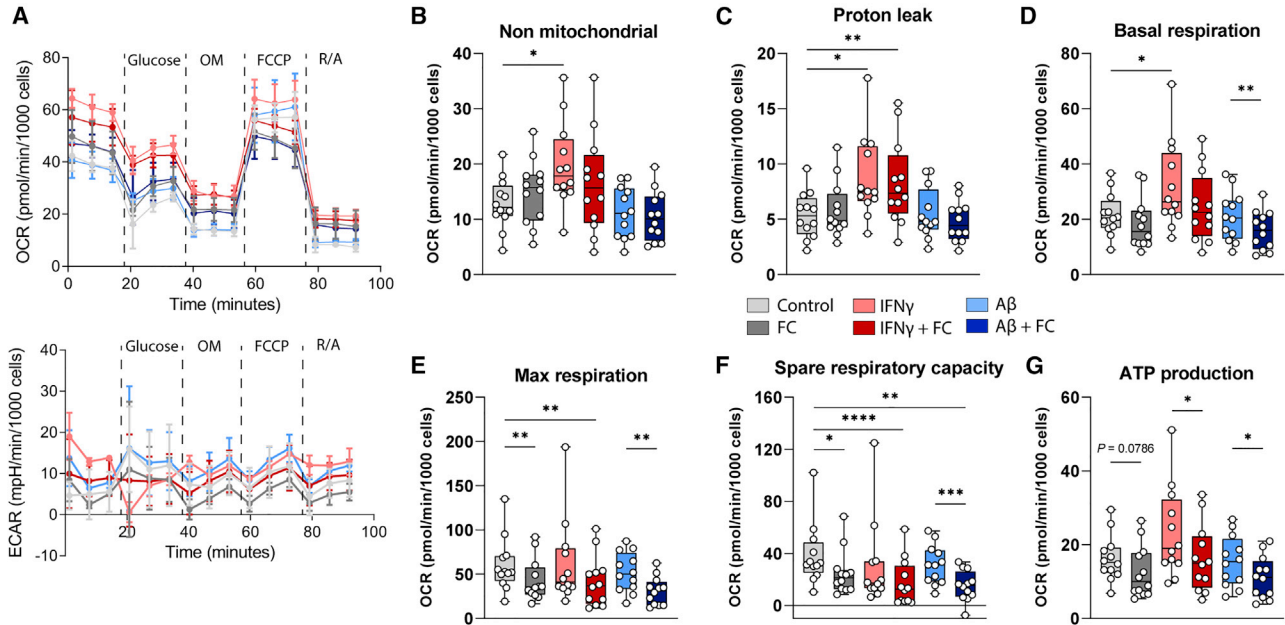 A
Glucose OM FCCP R/A
OCR (pmol/min/1000 cells)
80
60
40
20
0
0 20 40 60 80 100
Time (minutes)
Glucose OM FCCP R/A
ECAR (mpH/min/1000 cells)
40
30
20
10
0
-10
20 40 60 80 100
Time (minutes)
B
Non mitochondrial
OCR (pmol/min/1000 cells)
40
30
20
10
0
*
C
Proton leak
OCR (pmol/min/1000 cells)
20
15
10
5
0
**
*
D
Basal respiration
OCR (pmol/min/1000 cells)
80
60
40
20
0
*
**
Control IFNγ Aβ
FC IFNγ + FC Aβ + FC
E
Max respiration
OCR (pmol/min/1000 cells)
250
200
150
100
50
0
**
**
**
F
Spare respiratory capacity
OCR (pmol/min/1000 cells)
160
120
80
40
0
**
****
*
***
G
ATP production
OCR (pmol/min/1000 cells)
60
40
20
0
P = 0.0786
*
*